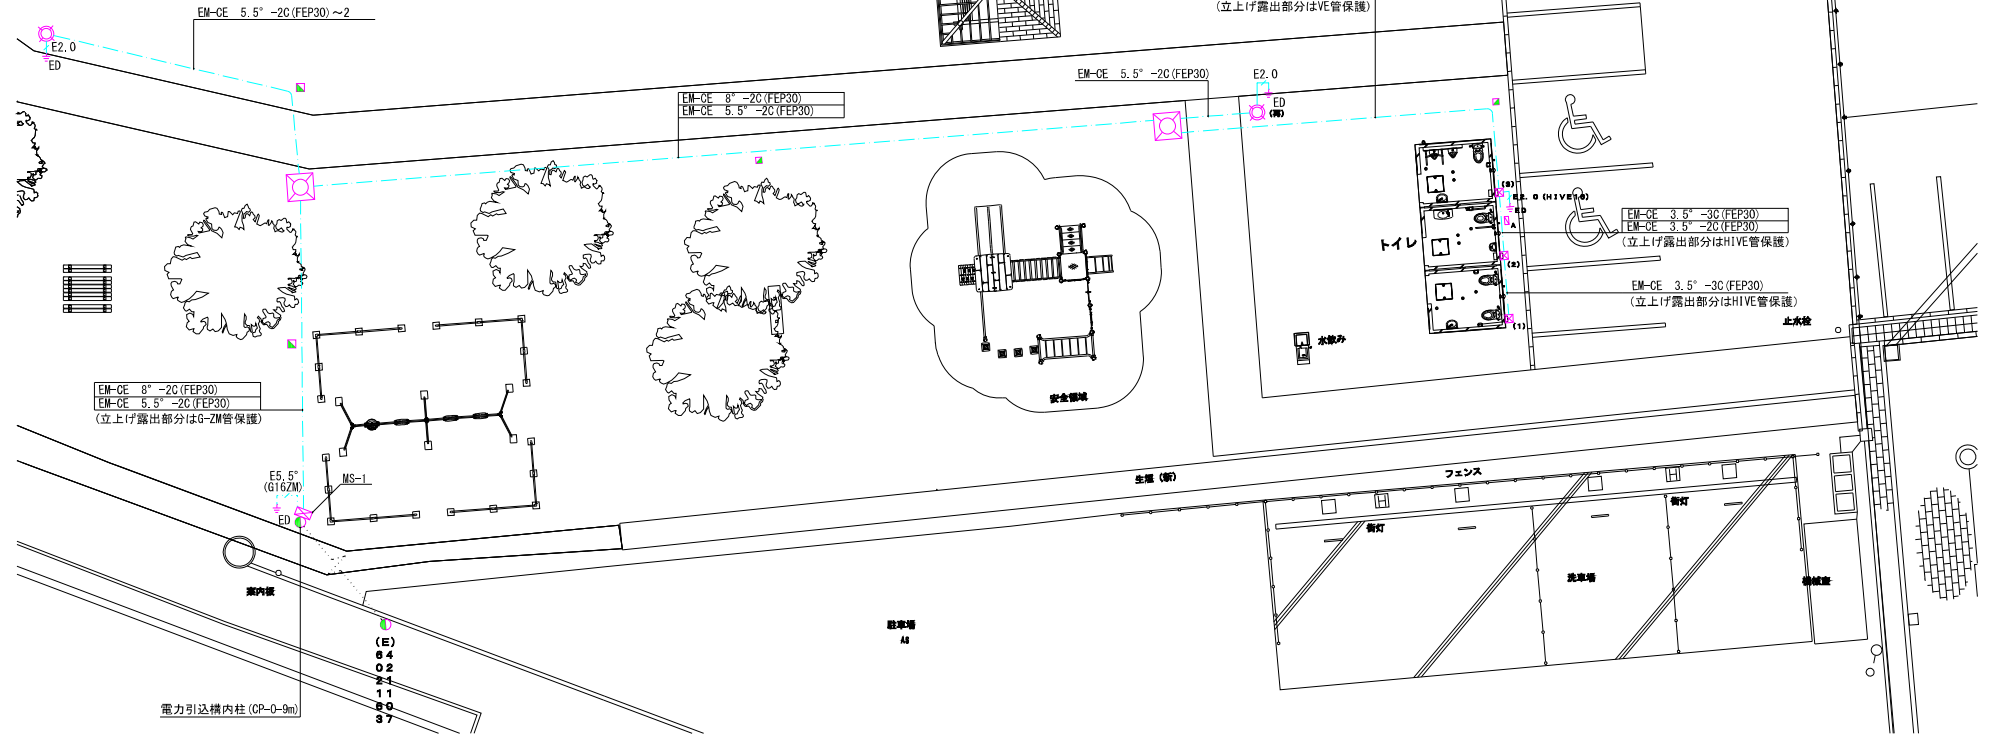 EM-CE 5.5°-2C(FEP30)~2
E2.0
ED
(立上げ露出部分はVE管保護)
EM-CE 5.5°-2C(FEP30)
E2.0
ED
(再)
EM-CE 8°-2C(FEP30)
EM-CE 5.5°-2C(FEP30)
(3)
E2.0 (HIVE16)
ED
A
トイレ
(2)
(1)
EM-CE 3.5°-3C(FEP30)
EM-CE 3.5°-2C(FEP30)
(立上げ露出部分はHIVE管保護)
EM-CE 3.5°-3C(FEP30)
(立上げ露出部分はHIVE管保護)
止水栓
水飲み
安全領域
EM-CE 8°-2C(FEP30)
EM-CE 5.5°-2C(FEP30)
(立上げ露出部分はG-ZM管保護)
E5.5°
(G16ZM)
MS-1
ED
生垣 (新)
フェンス
街灯
街灯
洗車場
機械室
案内板
駐車場
AS
(E)
64
02
21
11
60
37
電力引込構内柱(CP-0-9m)